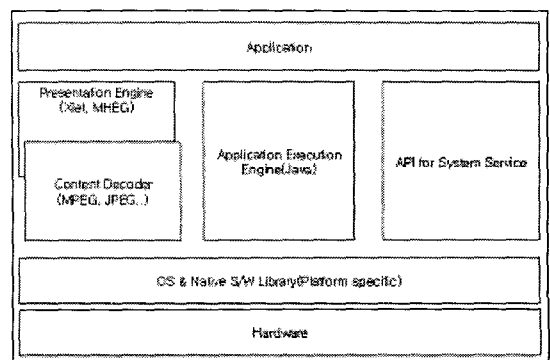 Application
Presentation Engine
(Xlet, MHEG)
Content Decoder
(MPEG, JPEG..)
Application Execution
Engine(Java)
API for System Service
OS & Native S/W Library(Platform specific)
Hardware